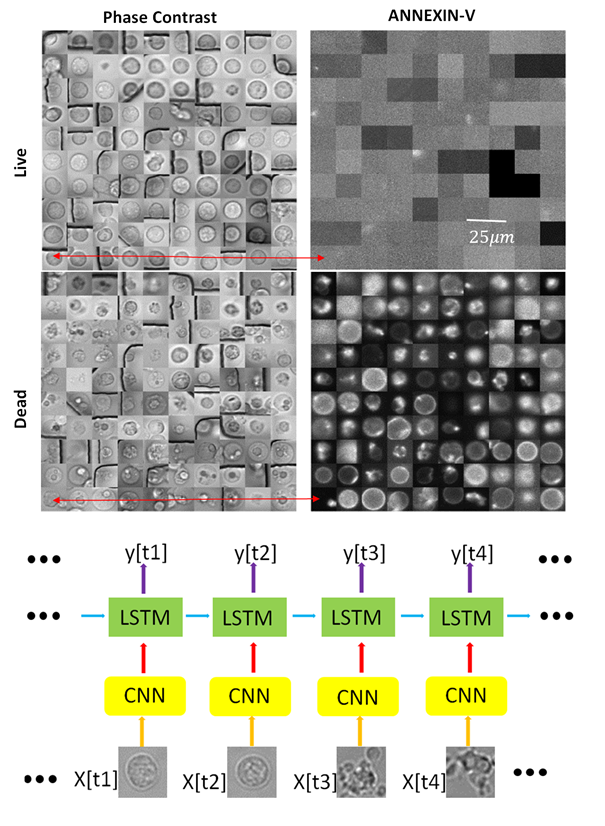 Phase Contrast
ANNEXIN-V
Live
25μm
Dead
••• y[t1] y[t2] y[t3] y[t4] •••
••• LSTM LSTM LSTM LSTM •••
CNN CNN CNN CNN
••• X[t1] X[t2] X[t3] X[t4] •••